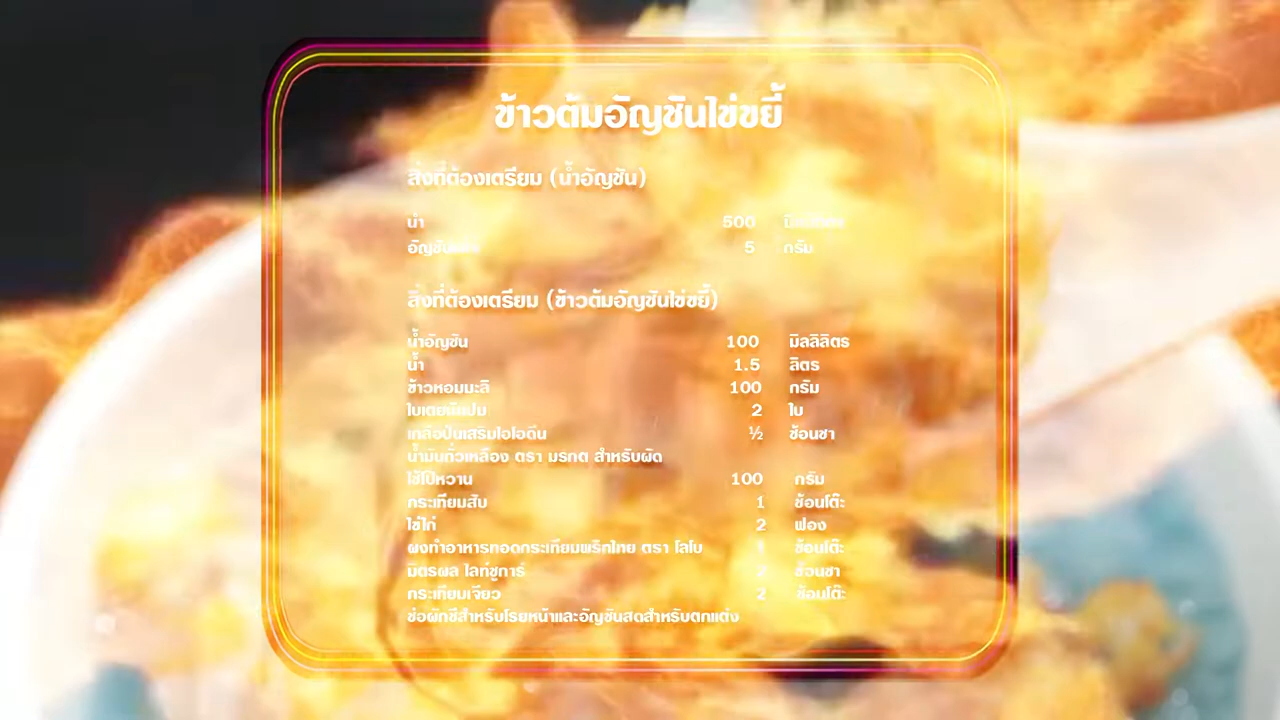 ข้าวต้มอัญชันไข่ขยี้
สิ่งที่ต้องเตรียม (น้ำอัญชัน)
น้ำ 500 มิลลิลิตร
5 กรัม
สิ่งที่ต้องเตรียม (ข้าวต้มอัญชันไข่ขยี้)
น้ำอัญชัน 100 มิลลิลิตร
น้ำ 1.5 ลิตร
ข้าวหอมมะลิ 100 กรัม
2 ใบ
เกลือป่นเสริมไอโอดีน ½ ช้อนชา
น้ำมันถั่วเหลือง ตรา มรกต สำหรับผัด
ไช้โป๊หวาน 100 กรัม
กระเทียมสับ 1 ช้อนโต๊ะ
ไข่ไก่ 2 ฟอง
ผงทำอาหารทอดกระเทียมพริกไทย ตรา โลโบ 1 ช้อนโต๊ะ
มิตรผล ไลท์ชูการ์ 2 ช้อนชา
กระเทียมเจียว 2 ช้อนโต๊ะ
ช่อผักชีสำหรับโรยหน้าและอัญชันสดสำหรับตกแต่ง